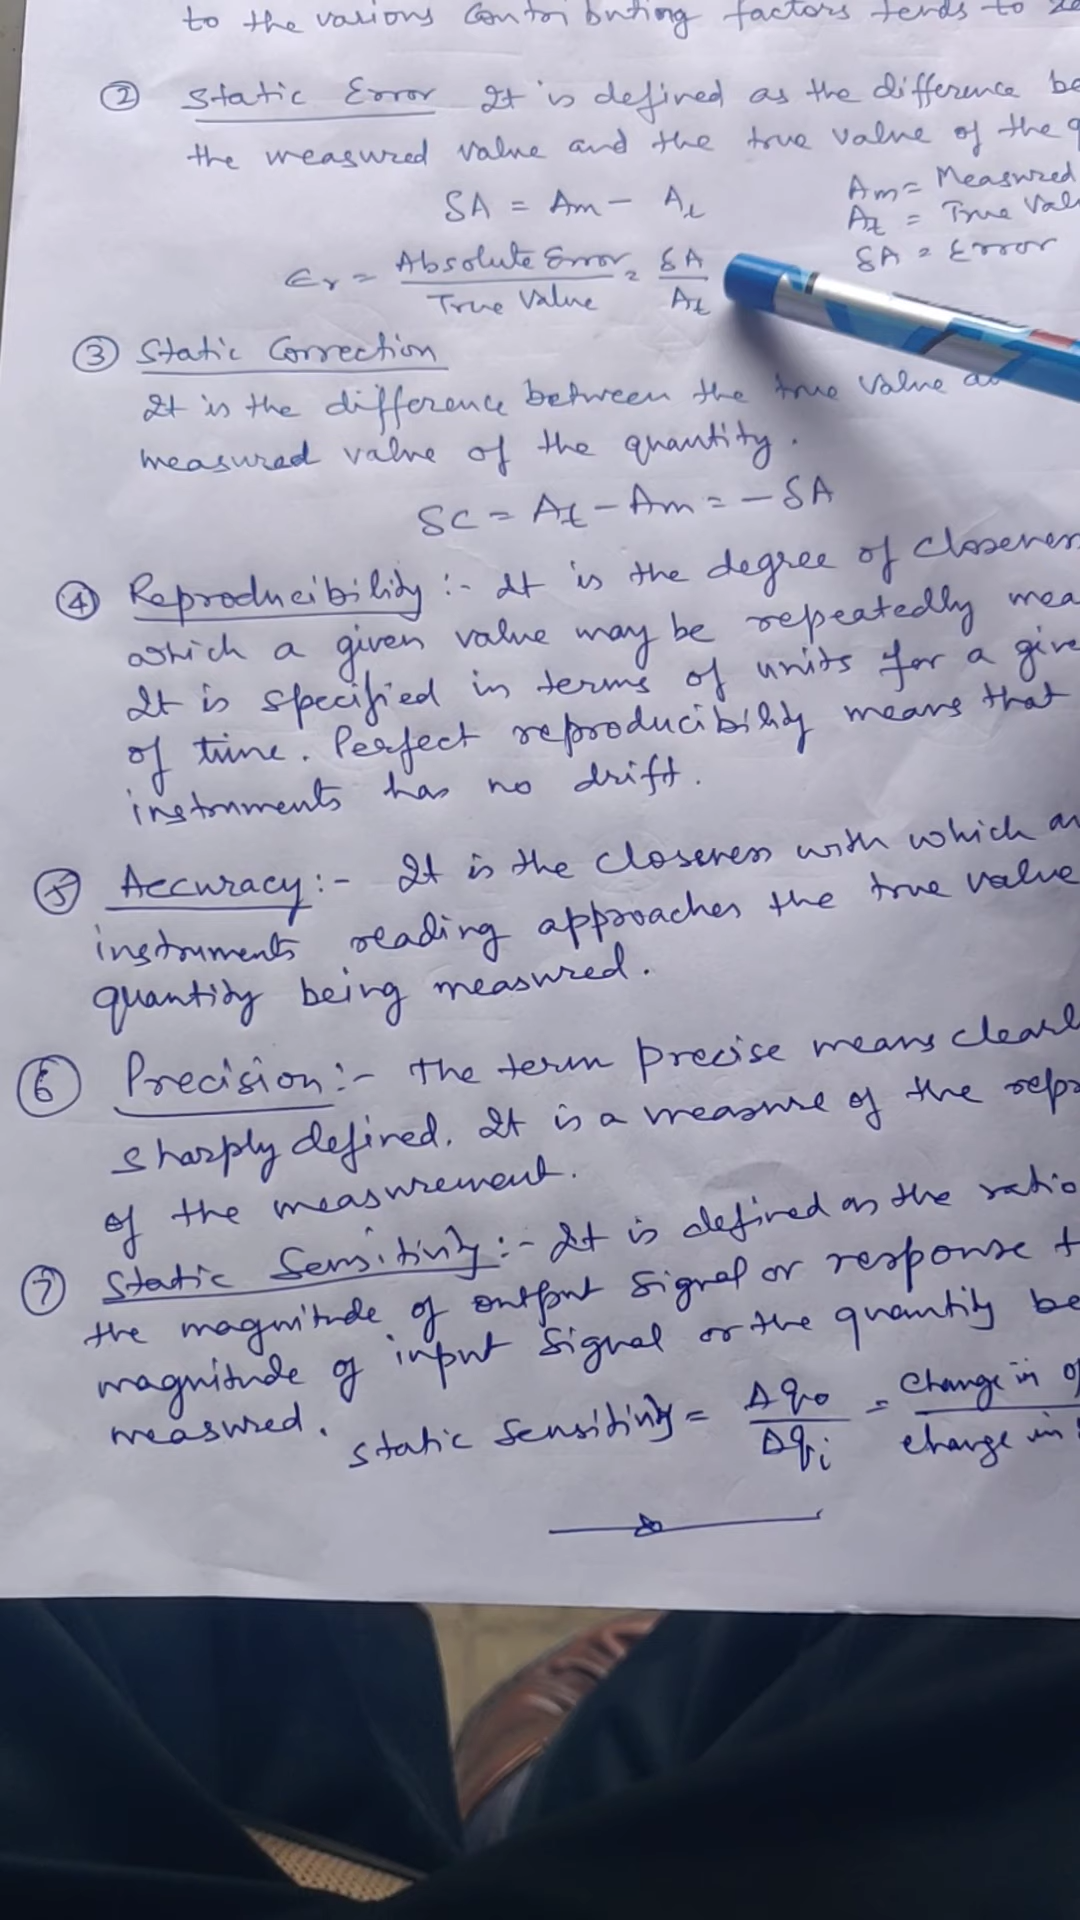 to the various contributing factors tends to
② Static Error It is defined as the difference be
the measured value and the true value of the q
δA = Am - At
Am = Measured
At = True Val
δA = Error
Er = Absolute Error / True Value = δA / At
③ Static Correction
It is the difference between the true value a
measured value of the quantity.
δC = At - Am = - δA
④ Reproducibility :- It is the degree of closenes
which a given value may be repeatedly mea
It is specified in terms of units for a give
of time. Perfect reproducibility means that
instruments has no drift.
⑤ Accuracy :- It is the closeness with which an
instruments reading approaches the true value
quantity being measured.
⑥ Precision :- The term precise means clearl
sharply defined. It is a measure of the repr
of the measurement.
⑦ Static Sensitivity :- It is defined as the ratio
the magnitude of output signal or response t
magnitude of input signal or the quantity be
measured.
static sensitivity = Δqo / Δqi = change in o / change in